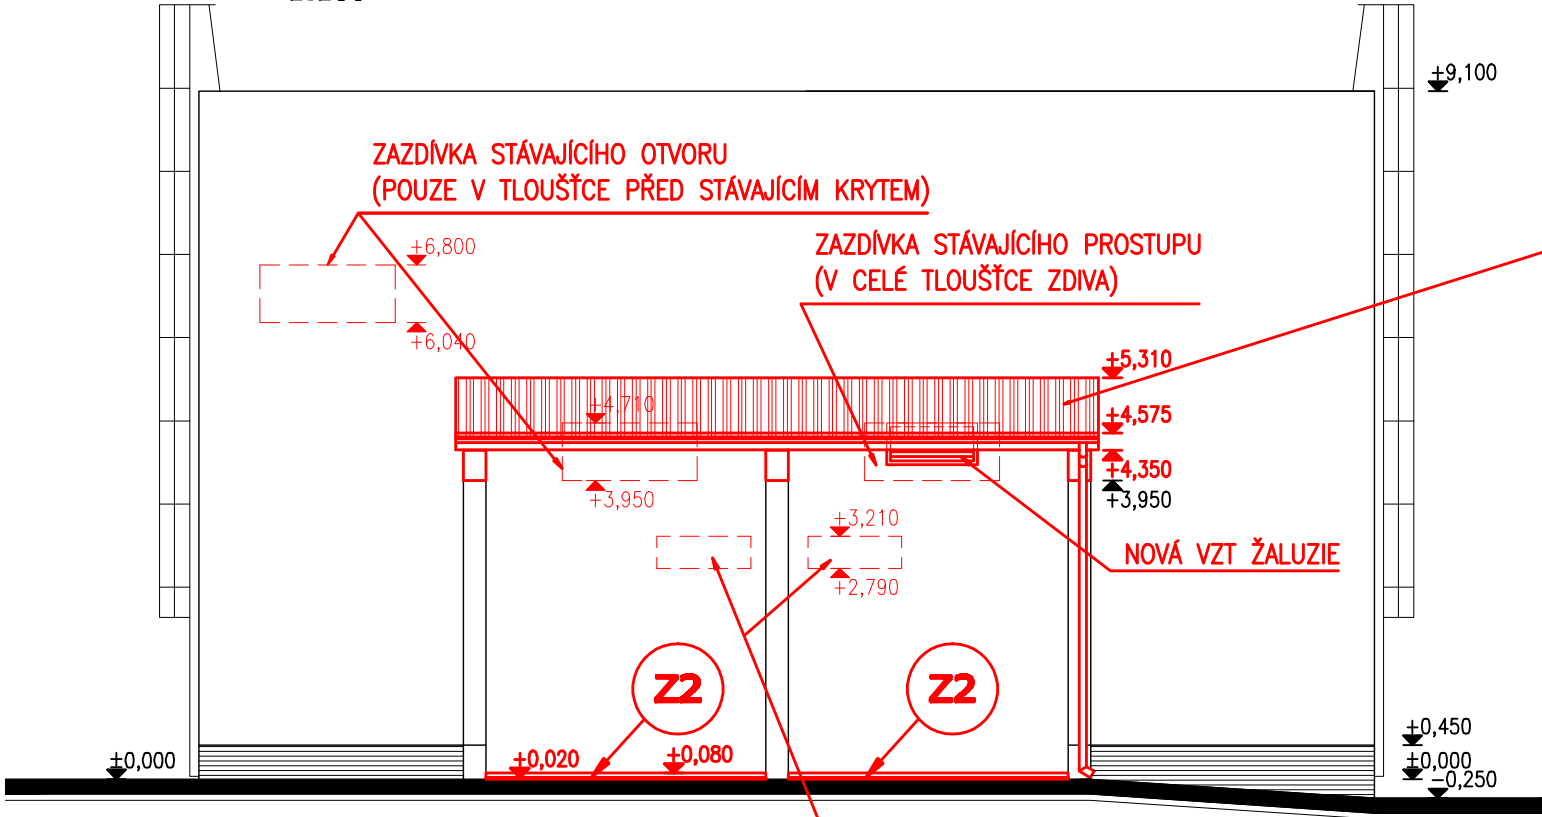 +9,100
ZAZDÍVKA STÁVAJÍCÍHO OTVORU
(POUZE V TLOUŠŤCE PŘED STÁVAJÍCÍM KRYTEM)
ZAZDÍVKA STÁVAJÍCÍHO PROSTUPU
(V CELÉ TLOUŠŤCE ZDIVA)
+6,800
+6,040
+5,310
+4,710
+4,575
+4,350
+3,950
+3,950
+3,210
NOVÁ VZT ŽALUZIE
+2,790
Z2
Z2
+0,450
±0,000
+0,020
+0,080
±0,000
-0,250